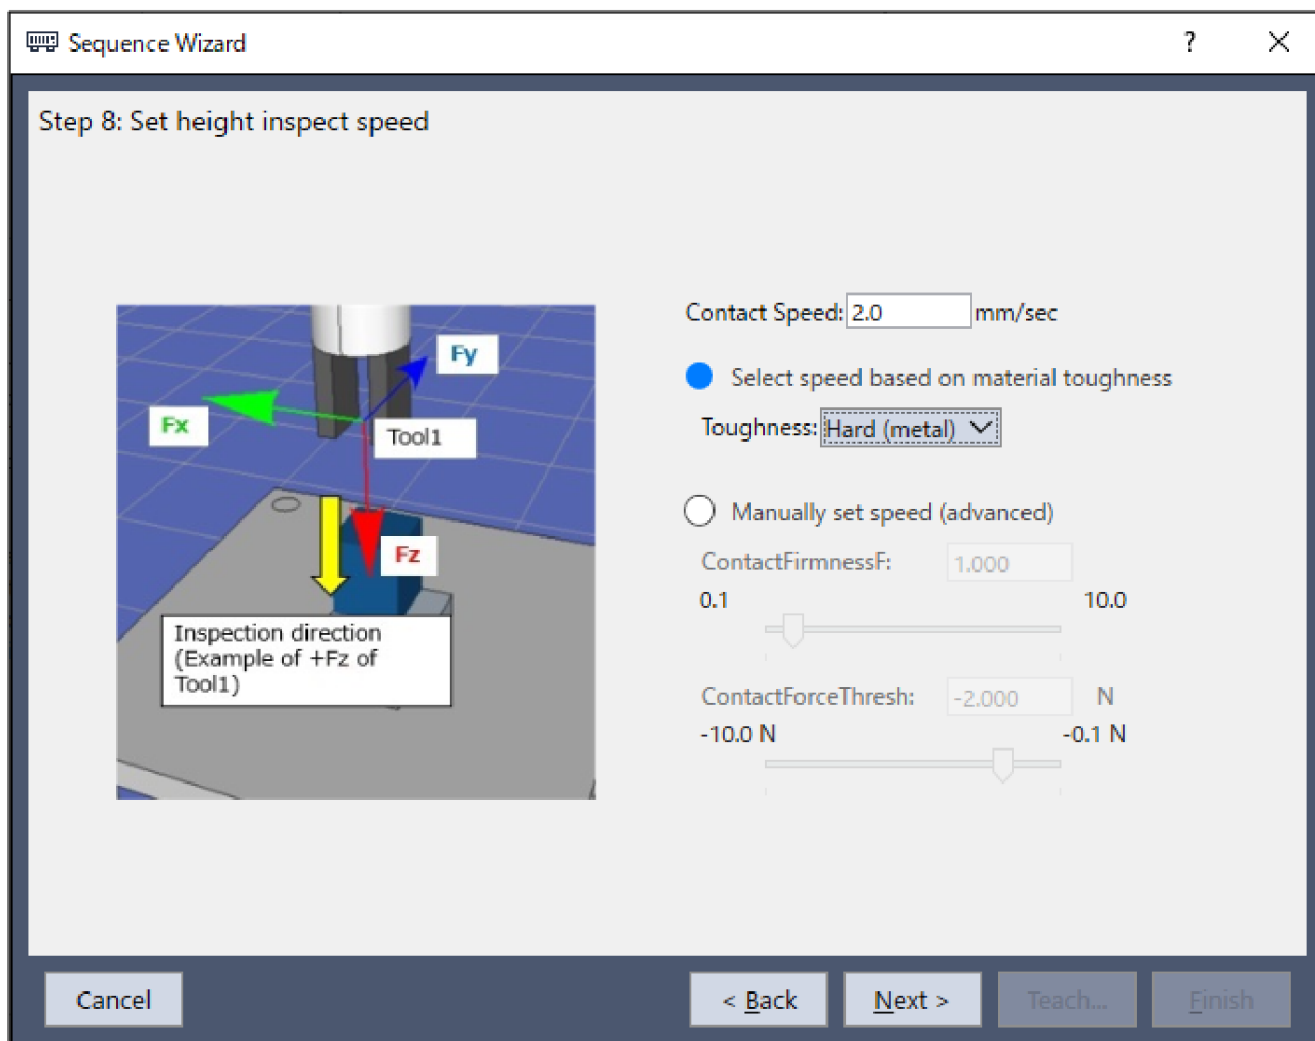 Sequence Wizard
?
Step 8: Set height inspect speed
Fy
Fx
Tool1
Fz
Inspection direction
(Example of +Fz of
Tool1)
Contact Speed: 2.0 mm/sec
Select speed based on material toughness
Toughness: Hard (metal)
Manually set speed (advanced)
ContactFirmnessF: 1.000
0.1 10.0
ContactForceThresh: -2.000 N
-10.0 N -0.1 N
Cancel
< Back
Next >
Teach...
Finish